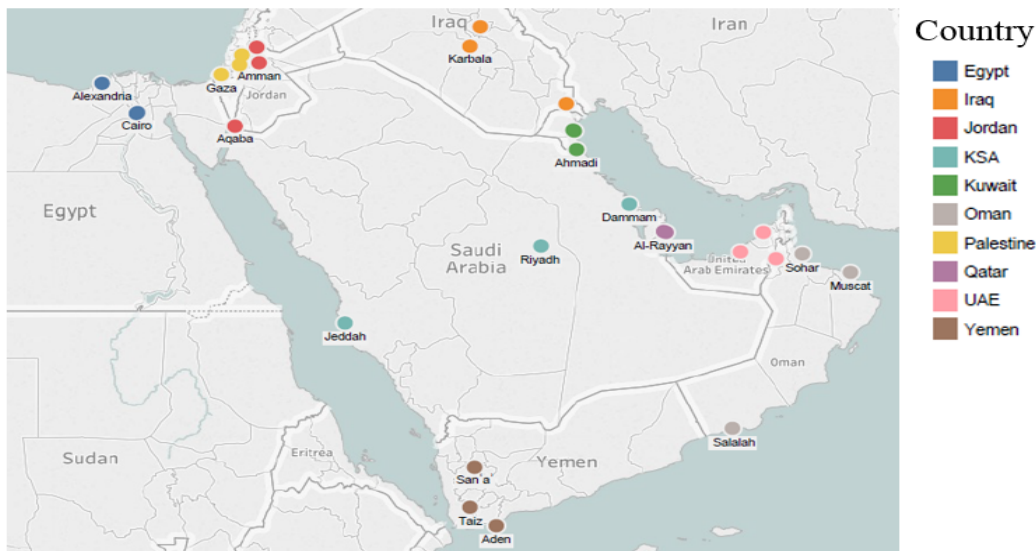 Country
Egypt
Iraq
Jordan
KSA
Kuwait
Oman
Palestine
Qatar
UAE
Yemen
Iraq
Iran
Karbala
Amman
Gaza
Jordan
Alexandria
Cairo
Aqaba
Ahmadi
Egypt
Dammam
Al-Rayyan
Saudi
Arabia
Riyadh
United
Arab Emirates
Sohar
Muscat
Jeddah
Oman
Salalah
Sudan
Eritrea
San`a´
Yemen
Taiz
Aden